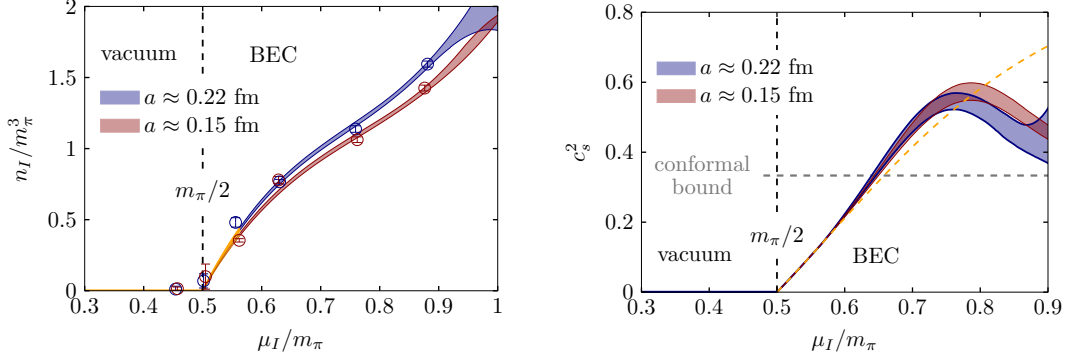 2
1.5
1
0.5
0
n_I/m_π^3
vacuum
BEC
a ≈ 0.22 fm
a ≈ 0.15 fm
m_π/2
0.3 0.4 0.5 0.6 0.7 0.8 0.9 1
μ_I/m_π
0.8
0.6
0.4
0.2
0
c_s^2
a ≈ 0.22 fm
a ≈ 0.15 fm
conformal
bound
m_π/2
vacuum
BEC
0.3 0.4 0.5 0.6 0.7 0.8 0.9
μ_I/m_π